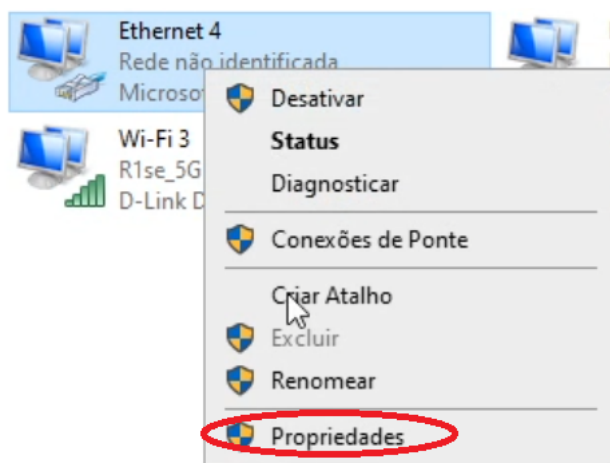 Ethernet 4
Rede não identificada
Microso
Wi-Fi 3
R1se_5G
D-Link D
Desativar
Status
Diagnosticar
Conexões de Ponte
Criar Atalho
Excluir
Renomear
Propriedades